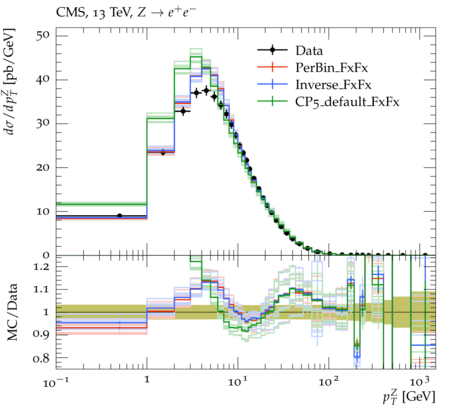 CMS, 13 TeV, Z → e⁺e⁻
dσ/dp_T^Z [pb/GeV]
50
40
30
20
10
0
Data
PerBin_FxFx
Inverse_FxFx
CP5_default_FxFx
MC/Data
1.2
1.1
1
0.9
0.8
10⁻¹ 1 10¹ 10² 10³
p_T^Z [GeV]